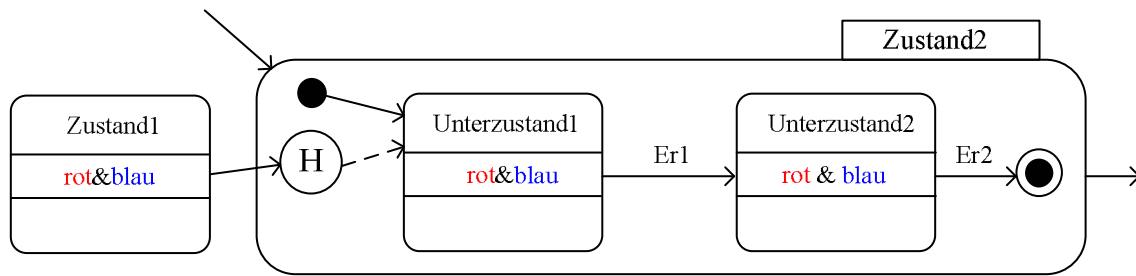 Zustand2
Zustand1
rot&blau
H
Unterzustand1
rot&blau
Er1
Unterzustand2
rot & blau
Er2